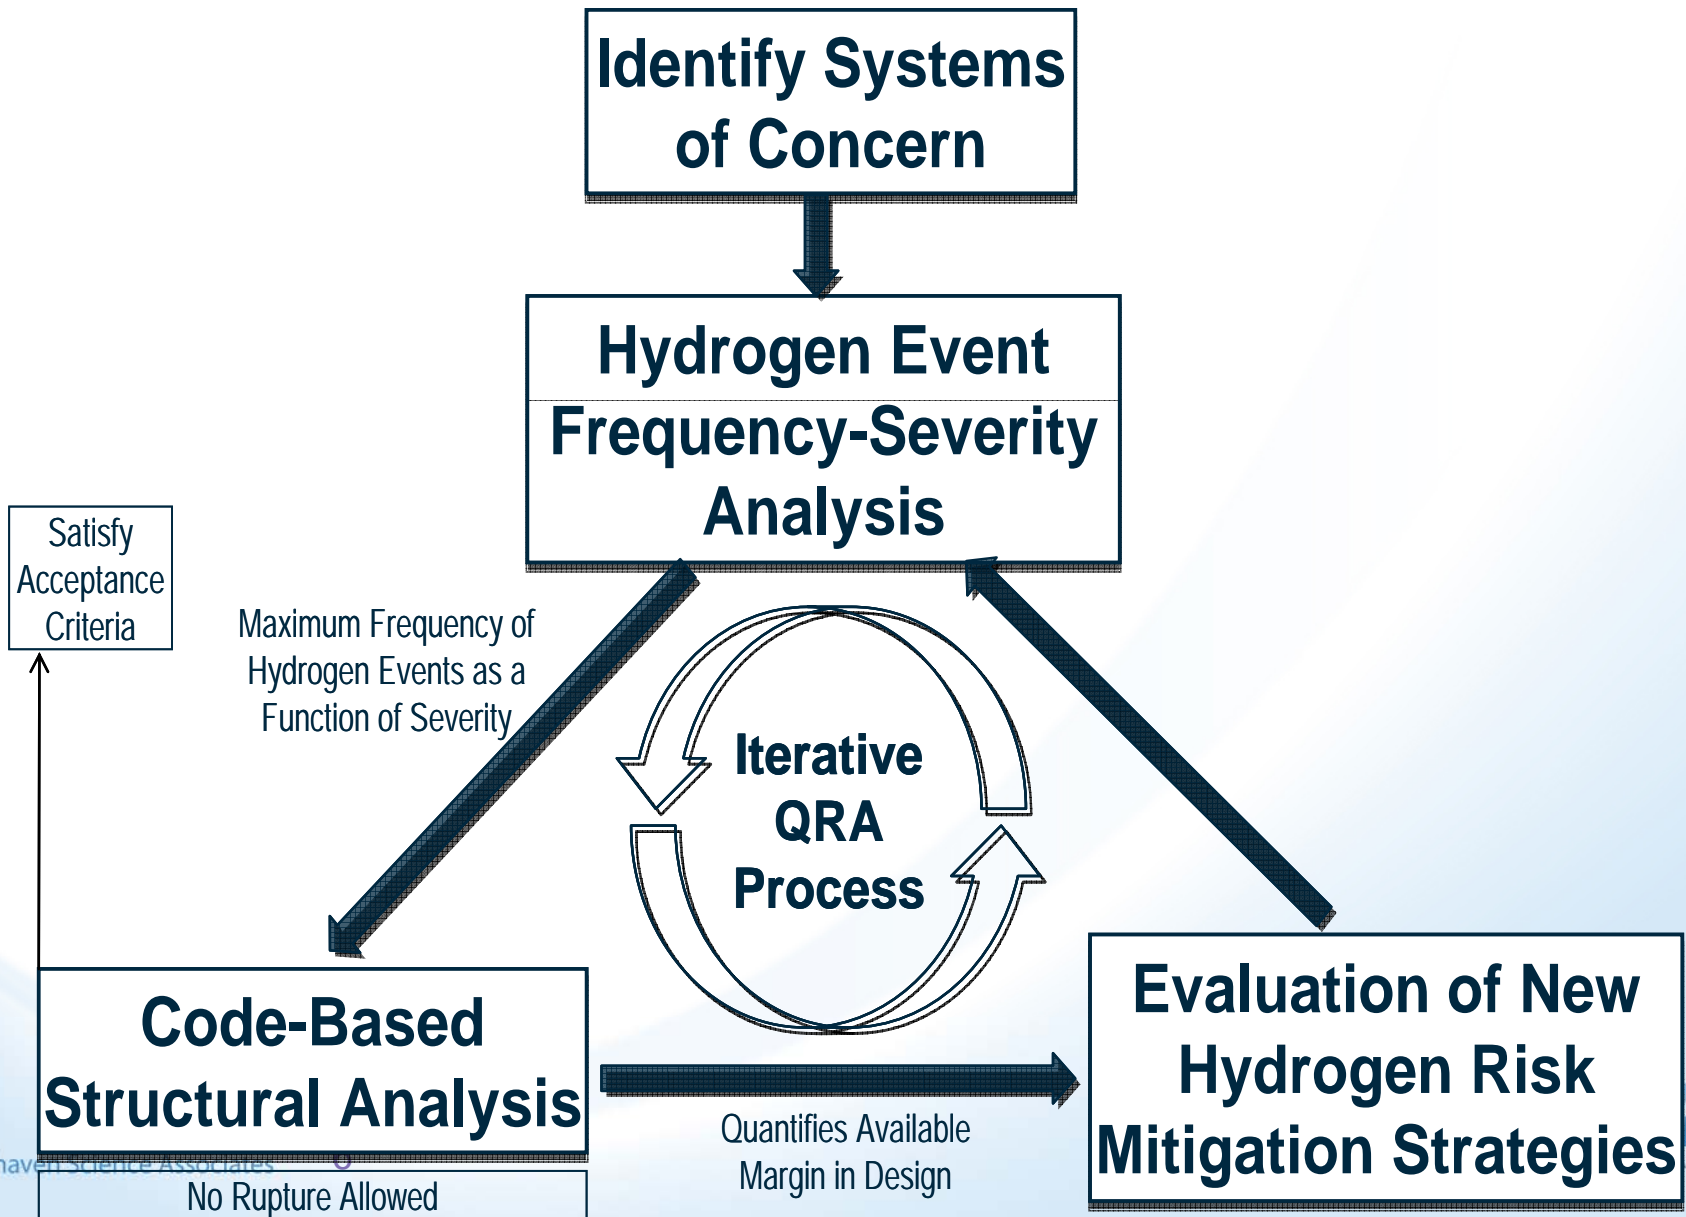 Identify Systems
of Concern
Hydrogen Event
Frequency-Severity
Analysis
Satisfy
Acceptance
Criteria
Maximum Frequency of
Hydrogen Events as a
Function of Severity
Iterative
QRA
Process
Code-Based
Structural Analysis
No Rupture Allowed
Quantifies Available
Margin in Design
Evaluation of New
Hydrogen Risk
Mitigation Strategies
Science Associates